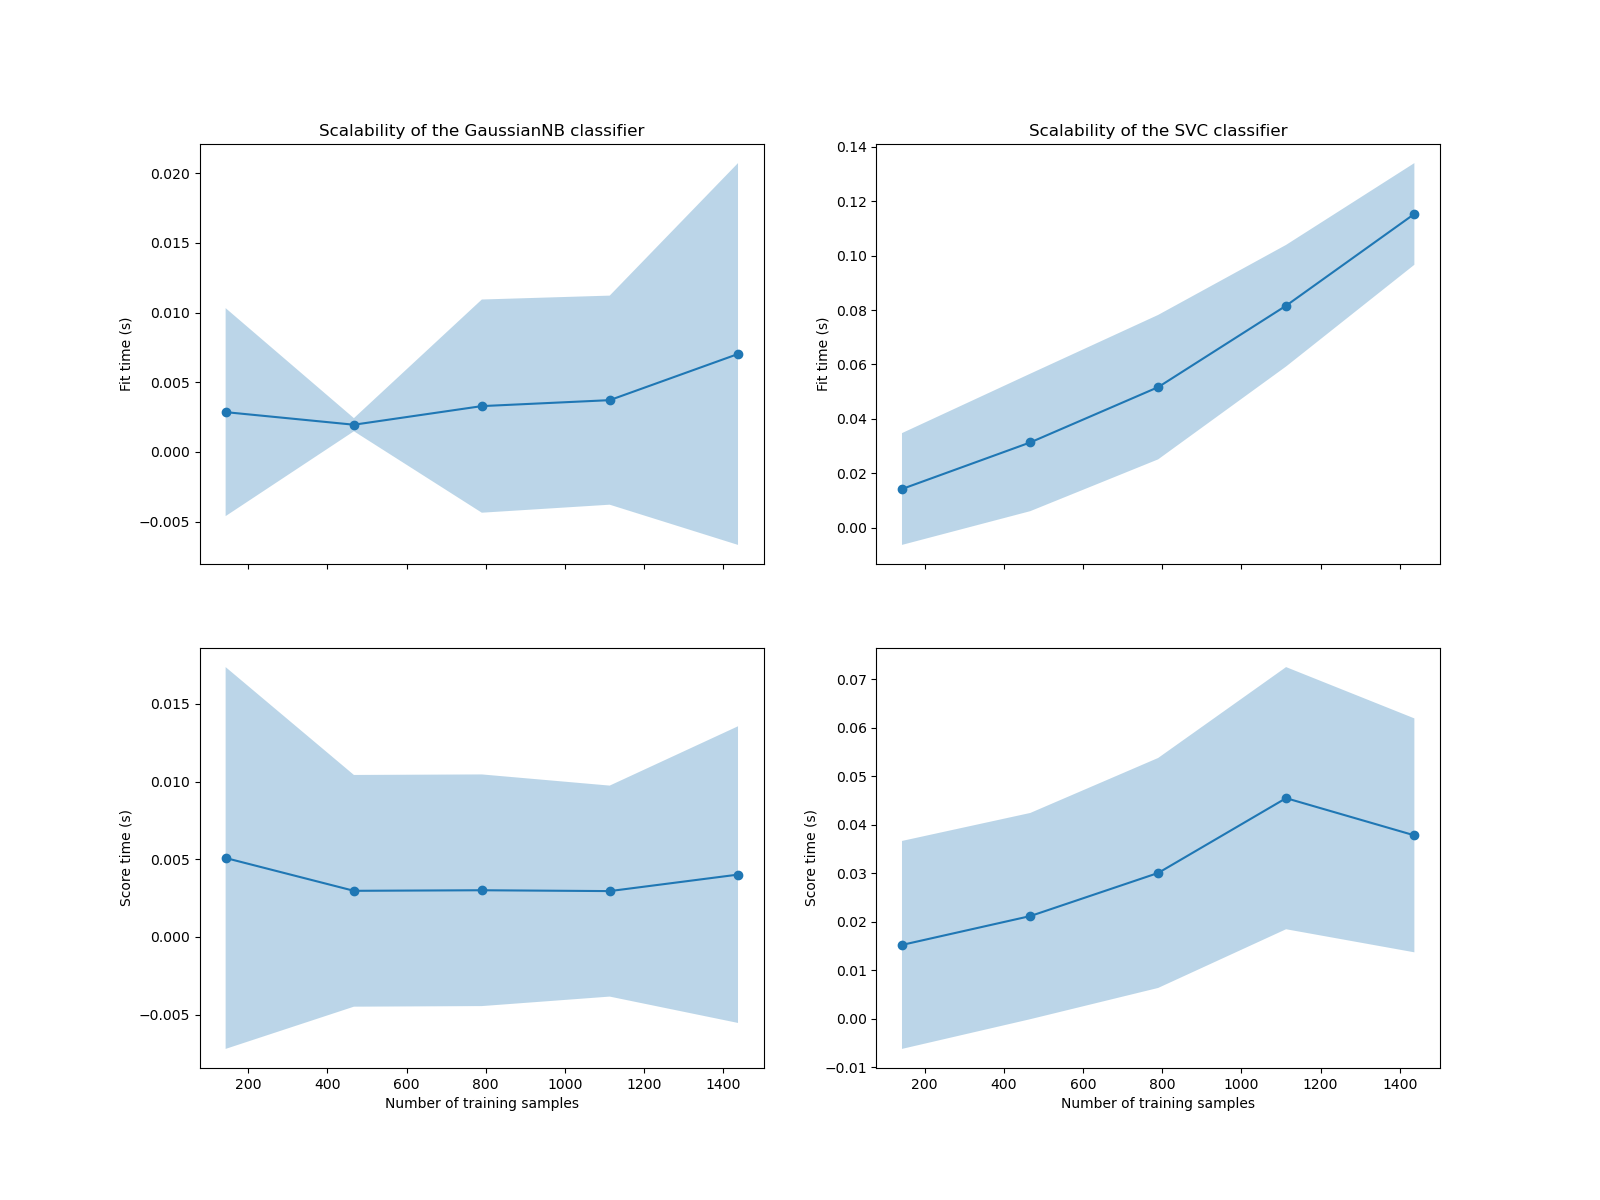 Scalability of the GaussianNB classifier
0.020
0.015
0.010
0.005
0.000
−0.005
Fit time (s)
Scalability of the SVC classifier
0.14
0.12
0.10
0.08
0.06
0.04
0.02
0.00
Fit time (s)
0.015
0.010
0.005
0.000
−0.005
Score time (s)
200 400 600 800 1000 1200 1400
Number of training samples
0.07
0.06
0.05
0.04
0.03
0.02
0.01
0.00
−0.01
Score time (s)
200 400 600 800 1000 1200 1400
Number of training samples